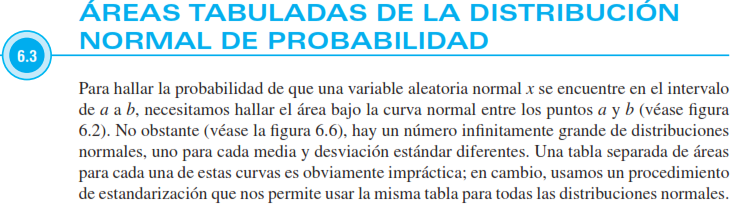 ÁREAS TABULADAS DE LA DISTRIBUCIÓN
NORMAL DE PROBABILIDAD
6.3
Para hallar la probabilidad de que una variable aleatoria normal x se encuentre en el intervalo
de a a b, necesitamos hallar el área bajo la curva normal entre los puntos a y b (véase figura
6.2). No obstante (véase la figura 6.6), hay un número infinitamente grande de distribuciones
normales, uno para cada media y desviación estándar diferentes. Una tabla separada de áreas
para cada una de estas curvas es obviamente impráctica; en cambio, usamos un procedimiento
de estandarización que nos permite usar la misma tabla para todas las distribuciones normales.